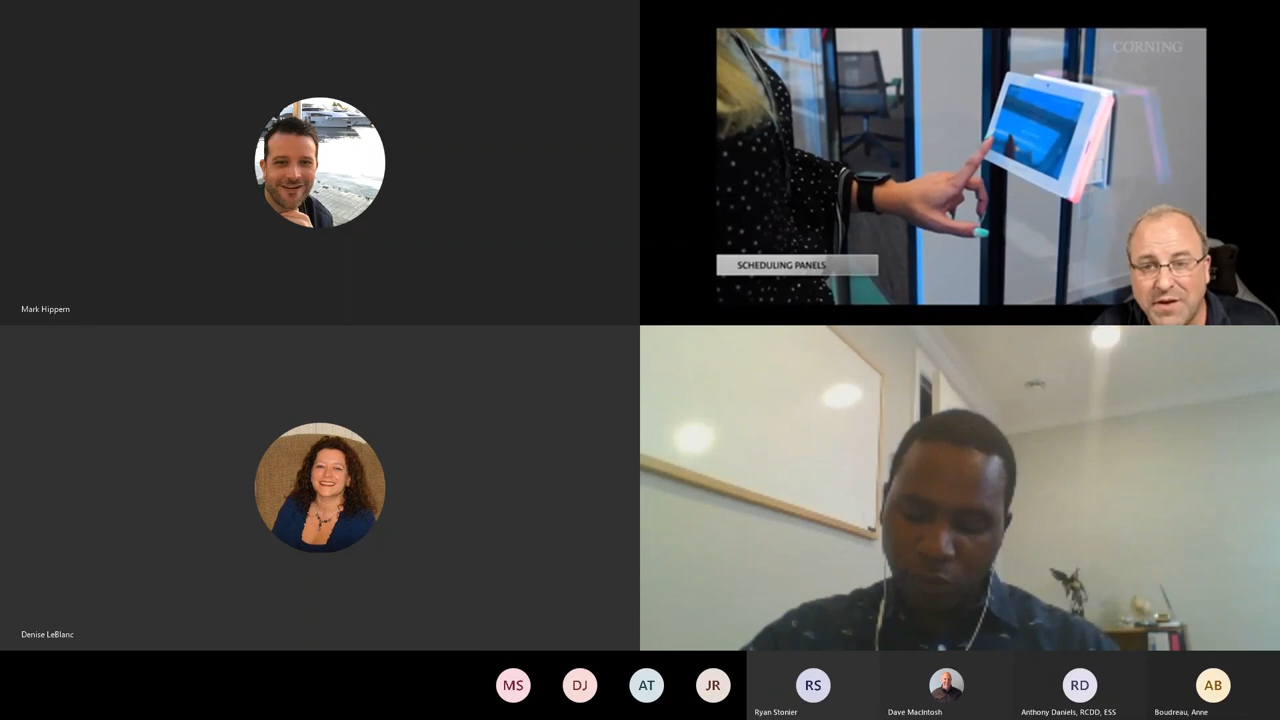 CORNING
SCHEDULING PANELS
Mark Hippern
Denise LeBlanc
MS
DJ
AT
JR
RS
RD
AB
Ryan Stonier
Dave MacIntosh
Anthony Daniels, RCDD, ESS
Boudreau, Anne